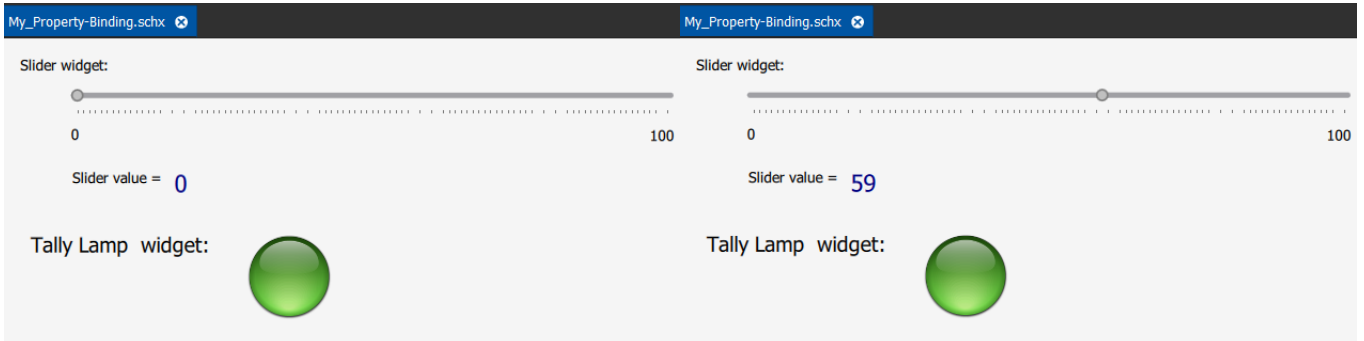 My_Property-Binding.schx
Slider widget:
0 100
Slider value = 0
Tally Lamp widget:
My_Property-Binding.schx
Slider widget:
0 100
Slider value = 59
Tally Lamp widget: